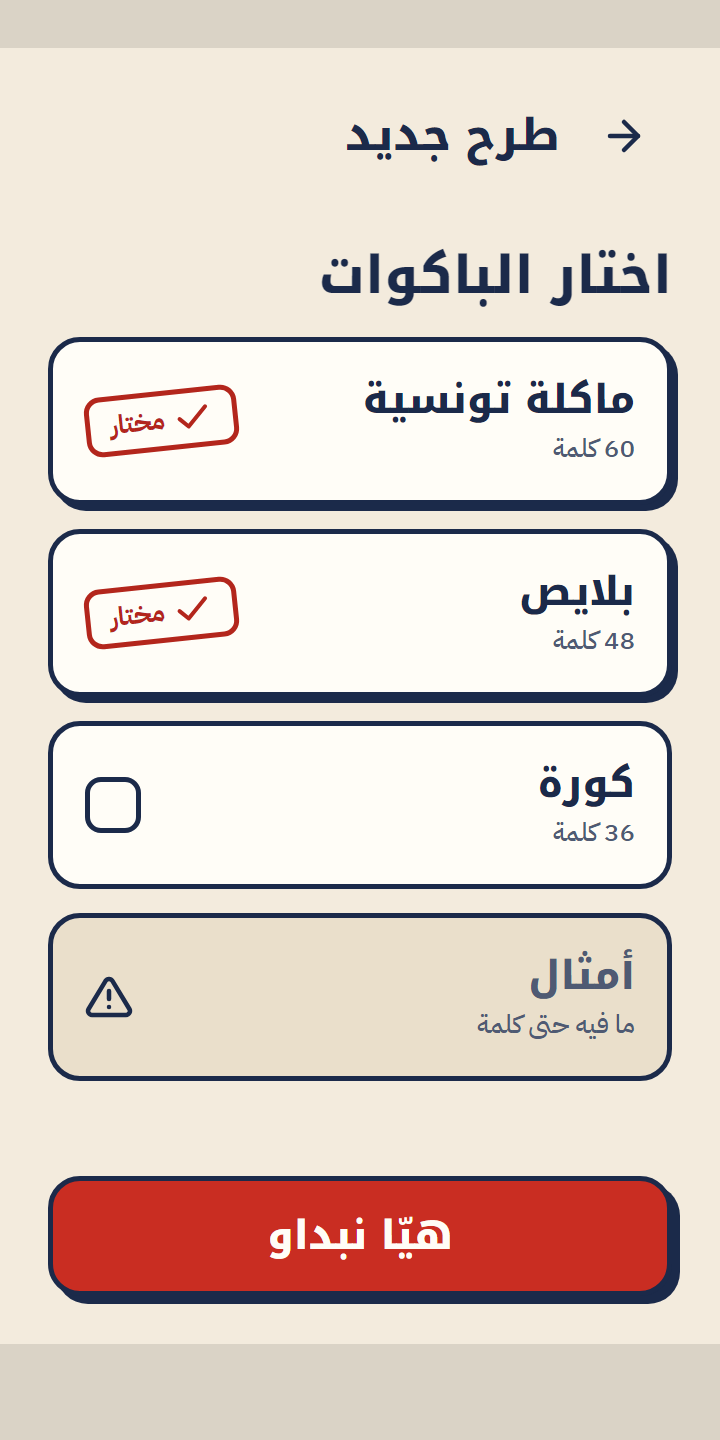 طرح جديد
اختار الباكوات
ماكلة تونسية
60 كلمة
مختار
بلايص
48 كلمة
مختار
كورة
36 كلمة
أمثال
ما فيه حتى كلمة
هيّا نبداو